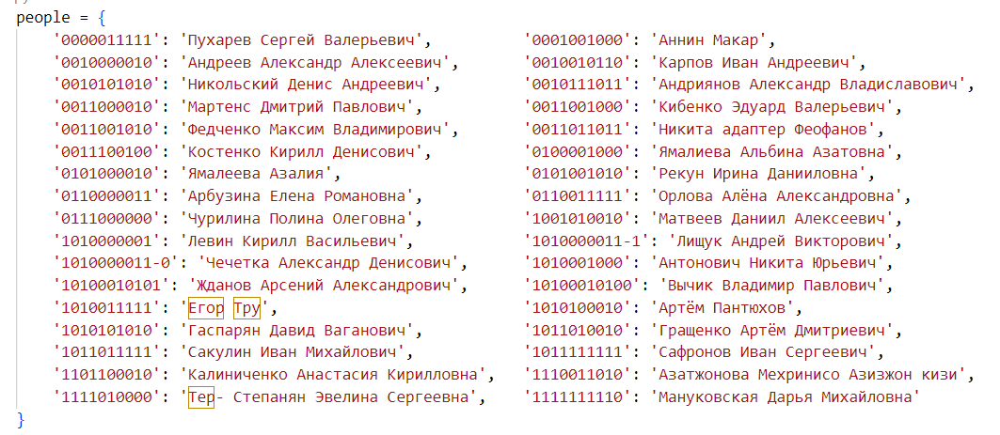 people = {
'0000011111': 'Пухарев Сергей Валерьевич', '0001001000': 'Аннин Макар',
'0010000010': 'Андреев Александр Алексеевич', '0010010110': 'Карпов Иван Андреевич',
'0010101010': 'Никольский Денис Андреевич', '0010111011': 'Андриянов Александр Владиславович',
'0011000010': 'Мартенс Дмитрий Павлович', '0011001000': 'Кибенко Эдуард Валерьевич',
'0011001010': 'Федченко Максим Владимирович', '0011011011': 'Никита адаптер Феофанов',
'0011100100': 'Костенко Кирилл Денисович', '0100001000': 'Ямалиева Альбина Азатовна',
'0101000010': 'Ямалеева Азалия', '0101001010': 'Рекун Ирина Данииловна',
'0110000011': 'Арбузина Елена Романовна', '0110011111': 'Орлова Алёна Александровна',
'0111000000': 'Чурилина Полина Олеговна', '1001010010': 'Матвеев Даниил Алексеевич',
'1010000001': 'Левин Кирилл Васильевич', '1010000011-1': 'Лищук Андрей Викторович',
'1010000011-0': 'Чечетка Александр Денисович', '1010001000': 'Антонович Никита Юрьевич',
'10100010101': 'Жданов Арсений Александрович', '10100010100': 'Вычик Владимир Павлович',
'1010011111': 'Егор Тру', '1010100010': 'Артём Пантюхов',
'1010101010': 'Гаспарян Давид Ваганович', '1011010010': 'Гращенко Артём Дмитриевич',
'1011011111': 'Сакулин Иван Михайлович', '1011111111': 'Сафронов Иван Сергеевич',
'1101100010': 'Калиниченко Анастасия Кирилловна', '1110011010': 'Азатжонова Мехринисо Азизжон кизи',
'1111010000': 'Тер- Степанян Эвелина Сергеевна', '1111111110': 'Мануковская Дарья Михайловна'
}